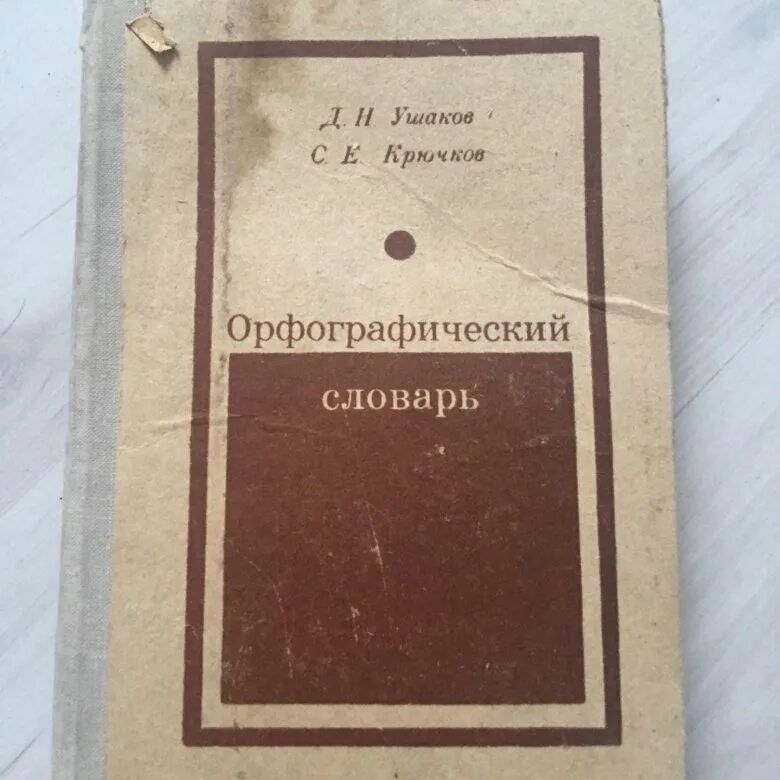 Д. Н Ушаков
С. Е. Крючков
Орфографический
словарь